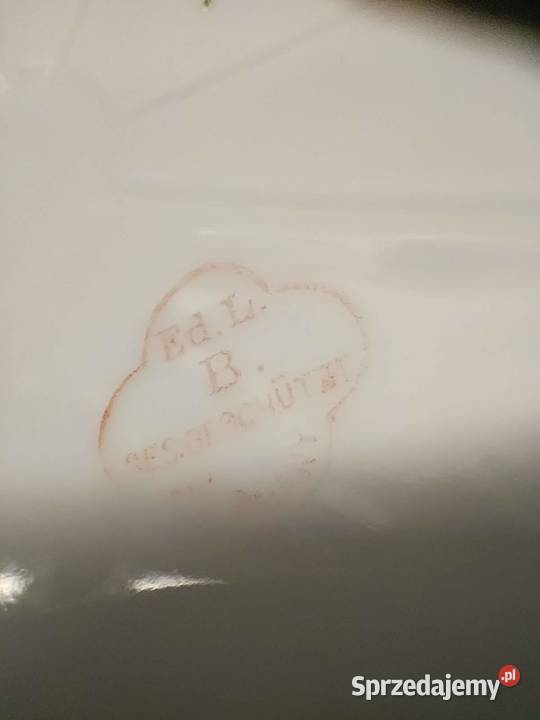 Ed. L.
B.
GES. GESCHÜTZT
Sprzedajemy.pl